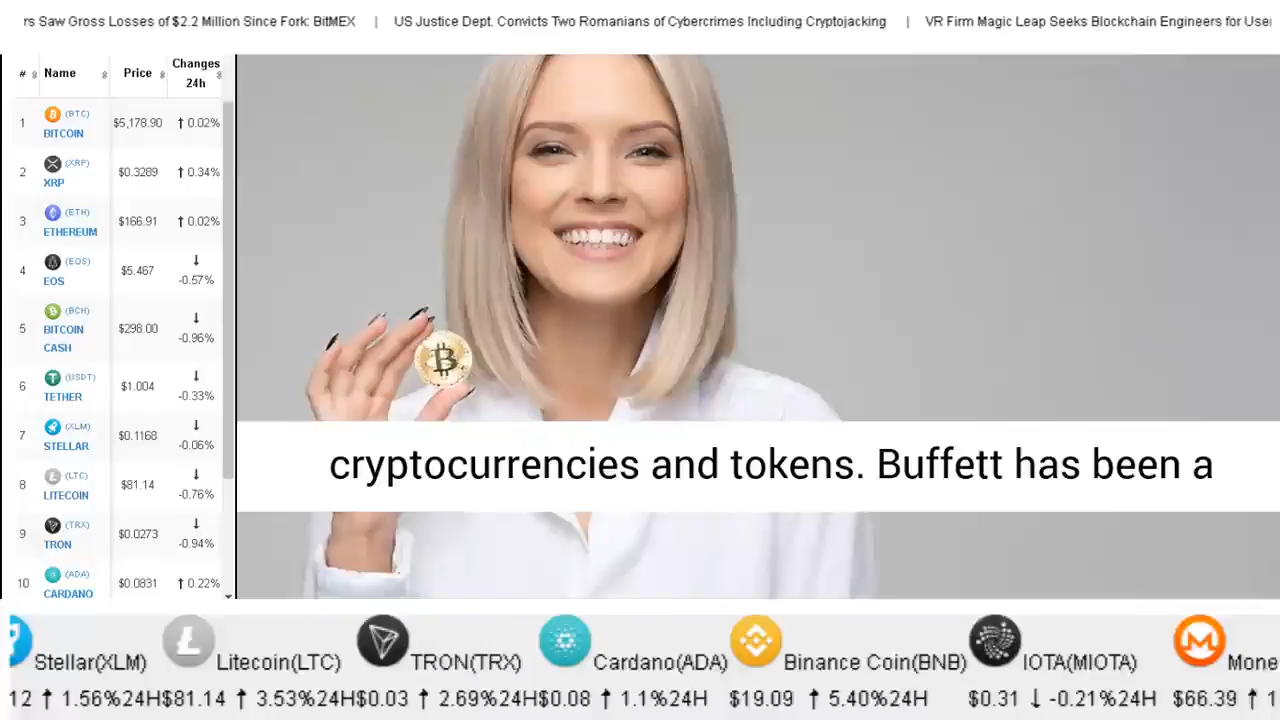 rs Saw Gross Losses of $2.2 Million Since Fork: BitMEX | US Justice Dept. Convicts Two Romanians of Cybercrimes Including Cryptojacking | VR Firm Magic Leap Seeks Blockchain Engineers for User
# Name Price Changes 24h
1 (BTC) BITCOIN $5,178.90 ↑ 0.02%
2 (XRP) XRP $0.3289 ↑ 0.34%
3 (ETH) ETHEREUM $166.91 ↑ 0.02%
4 (EOS) EOS $5.467 ↓ -0.57%
5 (BCH) BITCOIN CASH $298.00 ↓ -0.96%
6 (USDT) TETHER $1.004 ↓ -0.33%
7 (XLM) STELLAR $0.1168 ↓ -0.06%
8 (LTC) LITECOIN $81.14 ↓ -0.76%
9 (TRX) TRON $0.0273 ↓ -0.94%
10 (ADA) CARDANO $0.0831 ↑ 0.22%
cryptocurrencies and tokens. Buffett has been a
Stellar(XLM) Litecoin(LTC) TRON(TRX) Cardano(ADA) Binance Coin(BNB) IOTA(MIOTA) Mone
12 ↑ 1.56%24H$81.14 ↑ 3.53%24H$0.03 ↑ 2.69%24H$0.08 ↑ 1.1%24H $19.09 ↑ 5.40%24H $0.31 ↓ -0.21%24H $66.39 ↑ 1